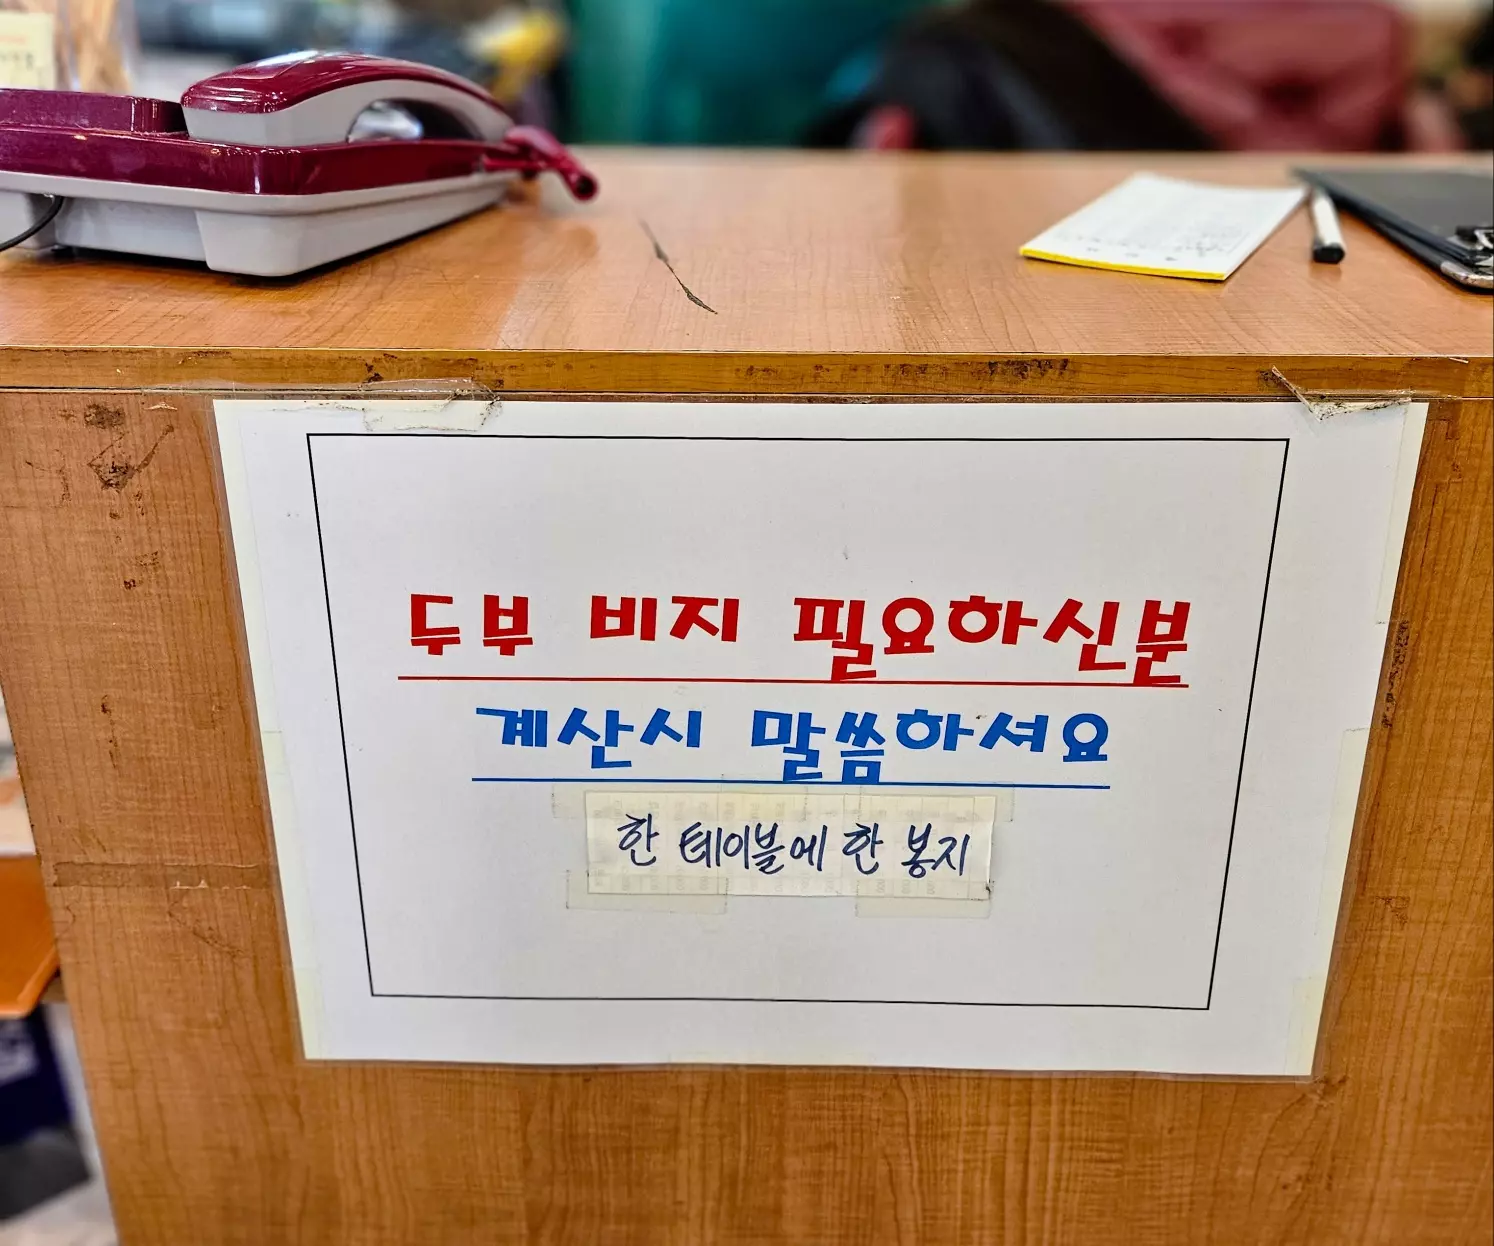 두부 비지 필요하신분
계산시 말씀하셔요
한 테이블에 한 봉지